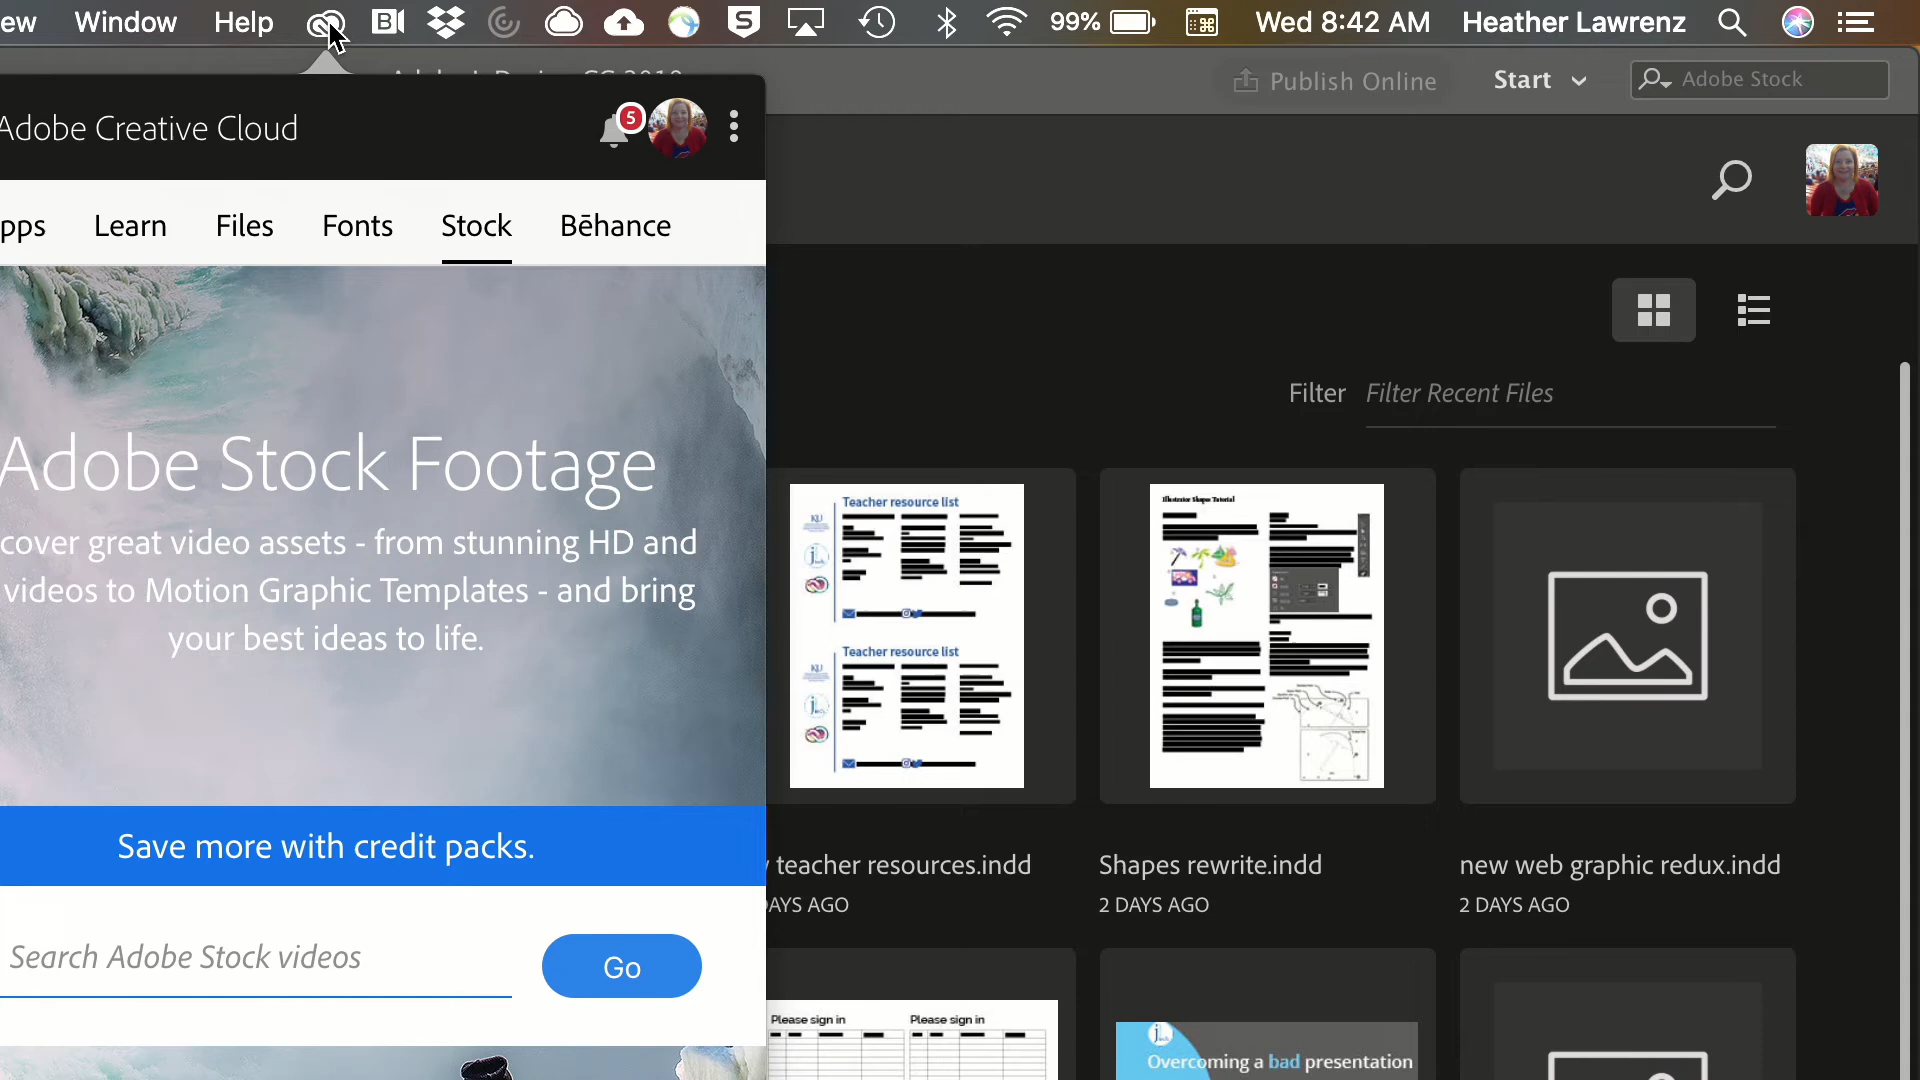 ew Window Help 99% Wed 8:42 AM Heather Lawrenz
Publish Online Start Adobe Stock
Adobe Creative Cloud 5
pps Learn Files Fonts Stock Bēhance
Adobe Stock Footage
cover great video assets - from stunning HD and
videos to Motion Graphic Templates - and bring
your best ideas to life.
Save more with credit packs.
Search Adobe Stock videos Go
Filter Filter Recent Files
Teacher resource list
KU
Teacher resource list
KU
Illustrator Shapes Tutorial
teacher resources.indd
AYS AGO
Shapes rewrite.indd
2 DAYS AGO
new web graphic redux.indd
2 DAYS AGO
Please sign in Please sign in
Overcoming a bad presentation